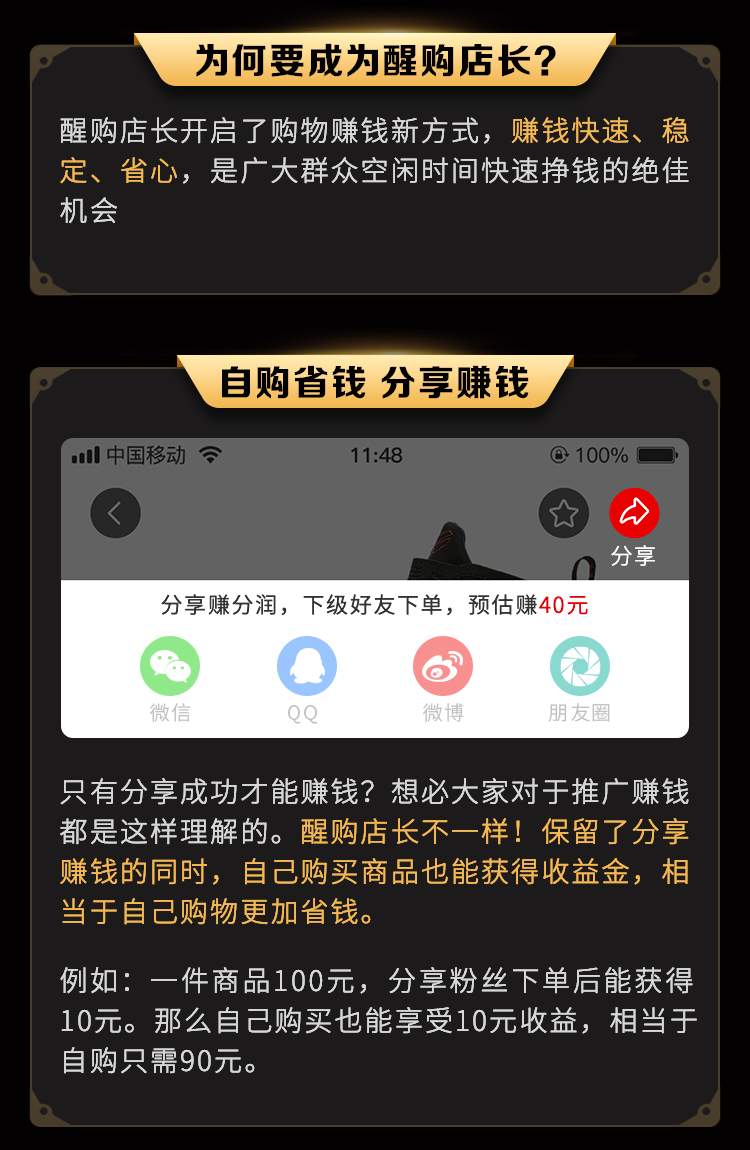 为何要成为醒购店长?
醒购店长开启了购物赚钱新方式，赚钱快速、稳
定、省心，是广大群众空闲时间快速挣钱的绝佳
机会
自购省钱 分享赚钱
中国移动 11:48 100%
分享
分享赚分润，下级好友下单，预估赚40元
微信 QQ 微博 朋友圈
只有分享成功才能赚钱？想必大家对于推广赚钱
都是这样理解的。醒购店长不一样！保留了分享
赚钱的同时，自己购买商品也能获得收益金，相
当于自己购物更加省钱。
例如：一件商品100元，分享粉丝下单后能获得
10元。那么自己购买也能享受10元收益，相当于
自购只需90元。